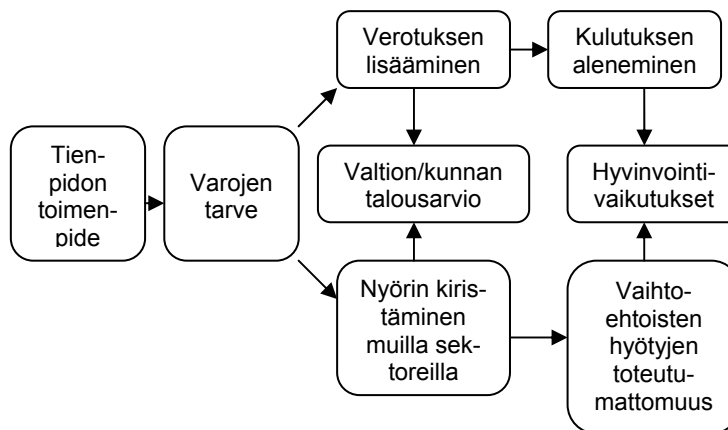 Verotuksen
lisääminen
Kulutuksen
aleneminen
Tien-
pidon
toimen-
pide
Varojen
tarve
Valtion/kunnan
talousarvio
Hyvinvointi-
vaikutukset
Nyörin kiris-
täminen
muilla sek-
toreilla
Vaihto-
ehtoisten
hyötyjen
toteutu-
mattomuus